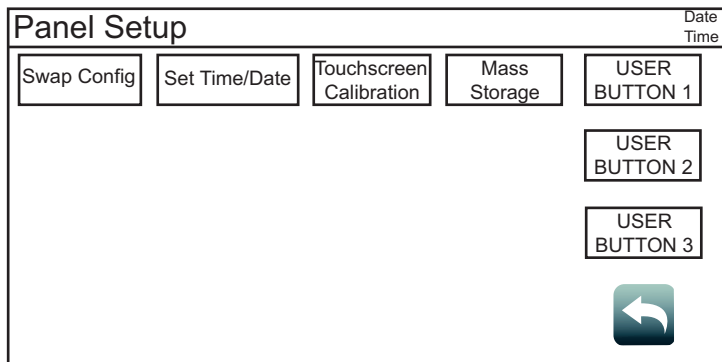 Panel Setup
Date
Time
Swap Config
Set Time/Date
Touchscreen
Calibration
Mass
Storage
USER
BUTTON 1
USER
BUTTON 2
USER
BUTTON 3